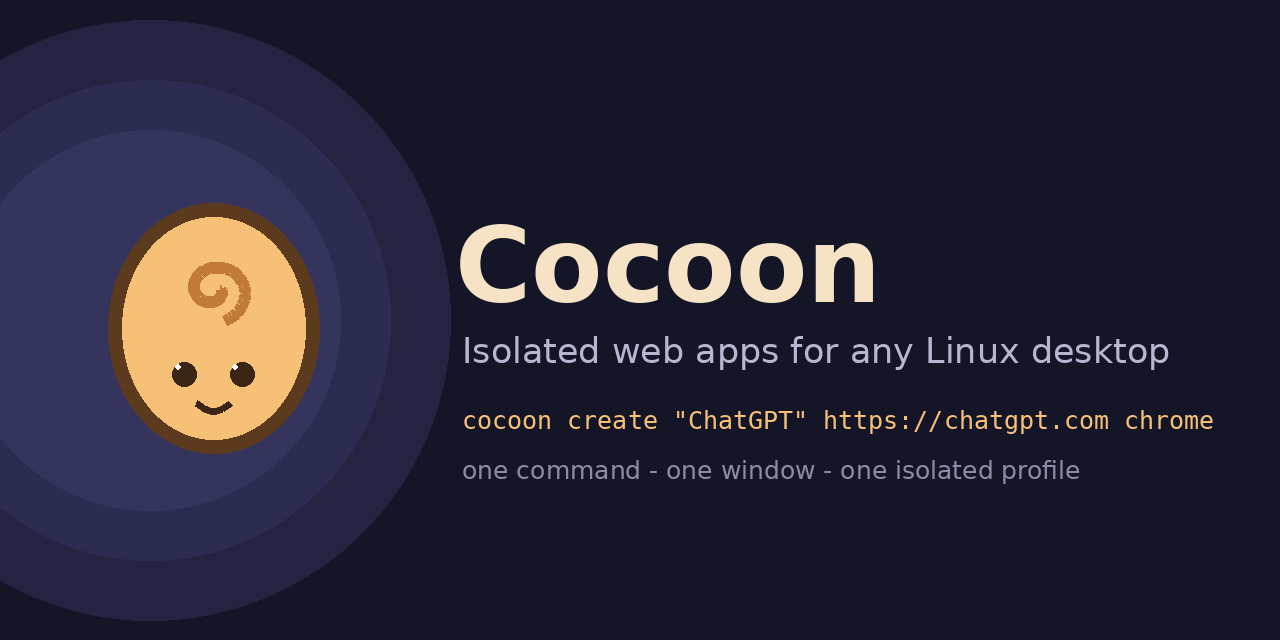 Cocoon
Isolated web apps for any Linux desktop
cocoon create "ChatGPT" https://chatgpt.com chrome
one command - one window - one isolated profile